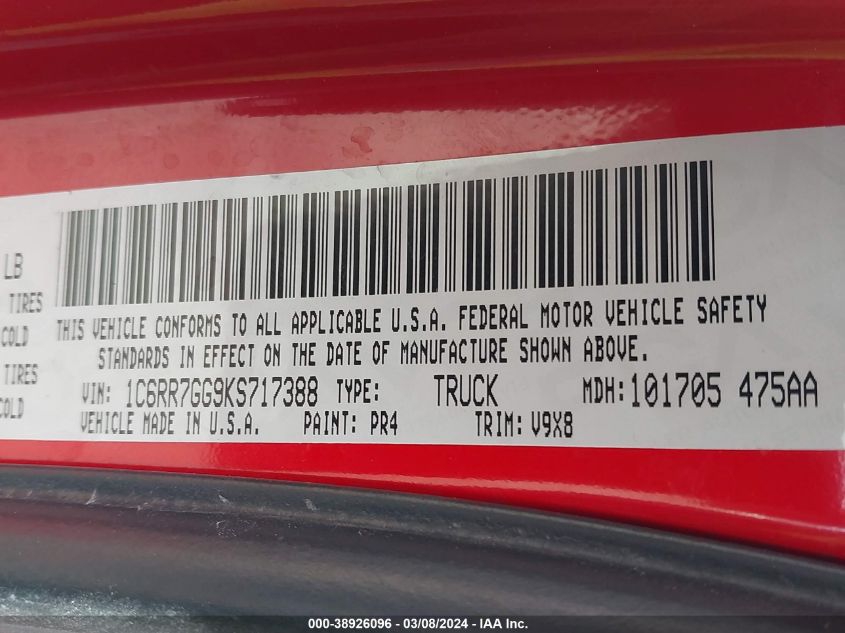 LB
TIRES
COLD
TIRES
COLD
THIS VEHICLE CONFORMS TO ALL APPLICABLE U.S.A. FEDERAL MOTOR VEHICLE SAFETY
STANDARDS IN EFFECT ON THE DATE OF MANUFACTURE SHOWN ABOVE.
VIN: 1C6RR7GG9KS717388 TYPE: TRUCK MDH:101705 475AA
VEHICLE MADE IN U.S.A. PAINT: PR4 TRIM: V9X8
000-38926096 - 03/08/2024 - IAA Inc.